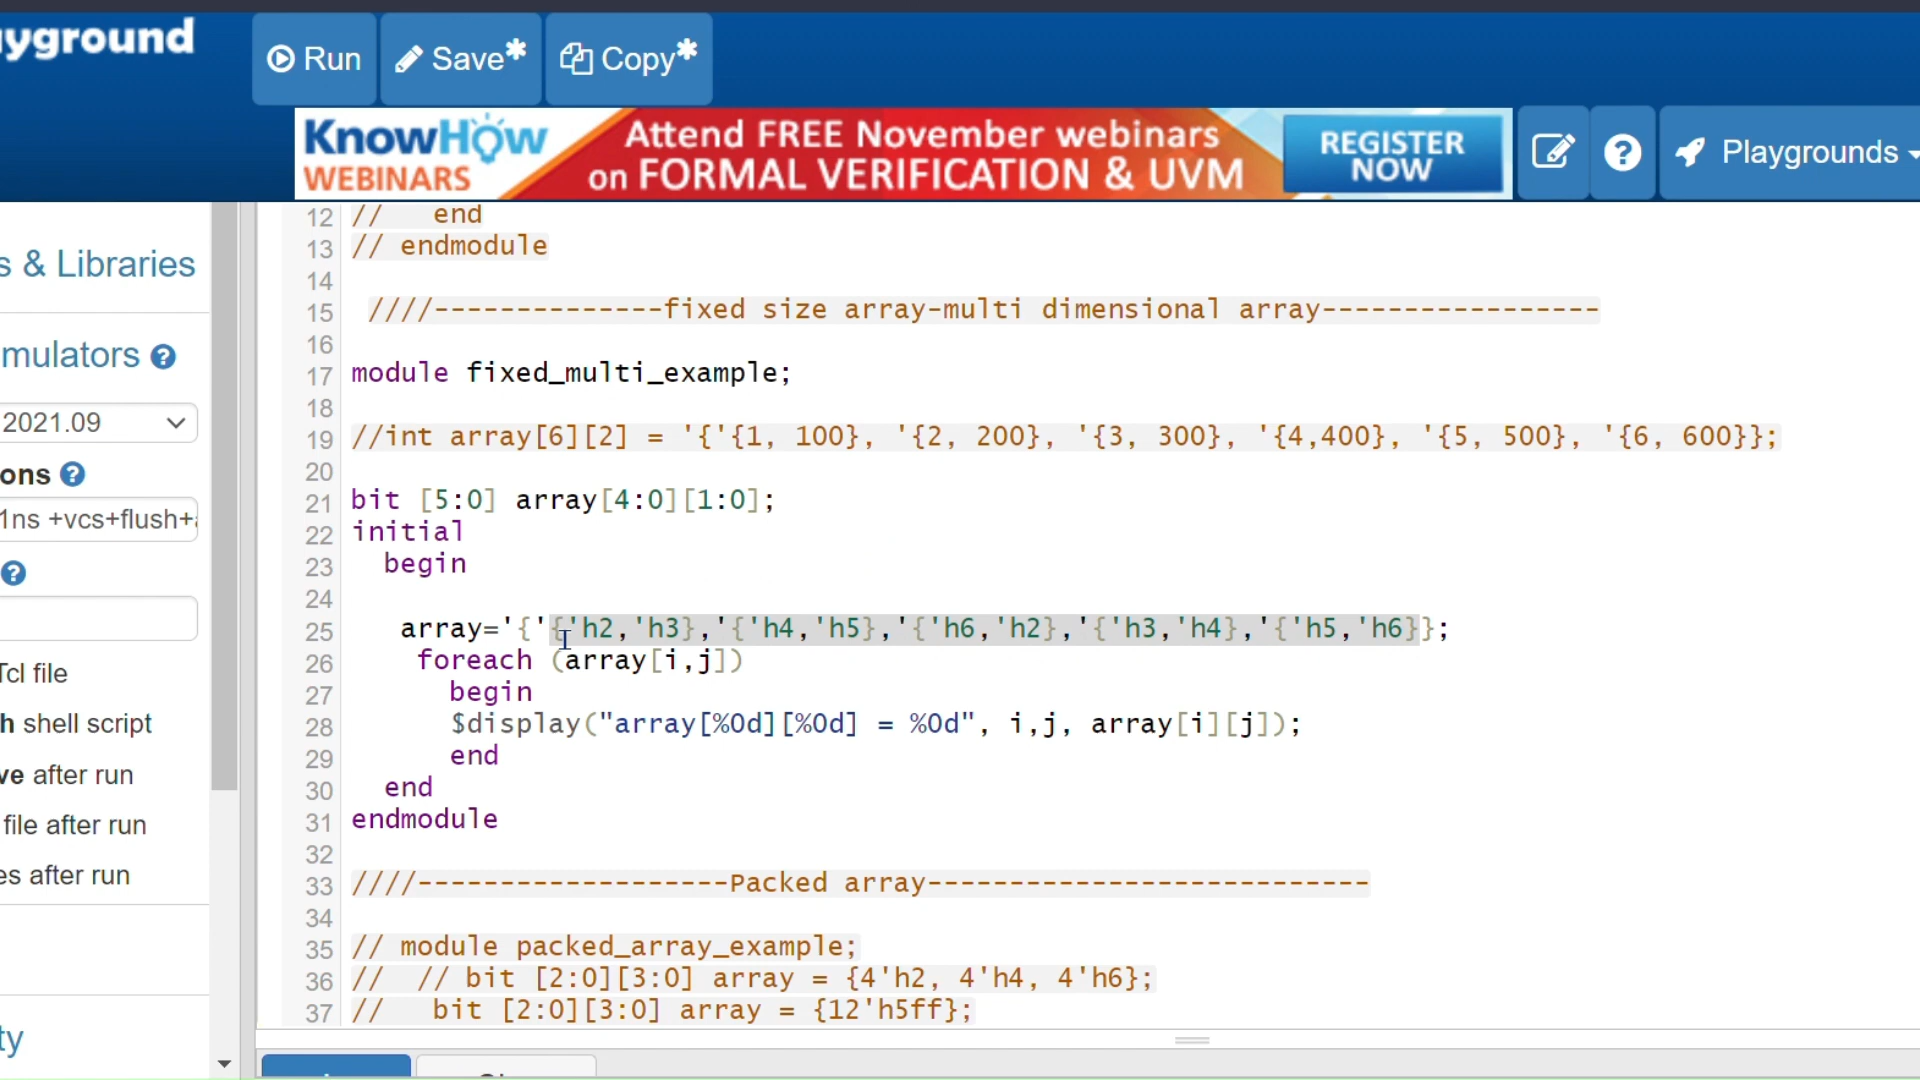 yground
Run
Save*
Copy*
KnowHow
WEBINARS
Attend FREE November webinars
on FORMAL VERIFICATION & UVM
REGISTER
NOW
Playgrounds
s & Libraries
mulators
2021.09
ons
1ns +vcs+flush+
Tcl file
h shell script
ve after run
file after run
es after run
ty
12 //   end
13 // endmodule
14
15 ////--------------fixed size array-multi dimensional array-----------------
16
17 module fixed_multi_example;
18
19 //int array[6][2] = '{'{1, 100}, '{2, 200}, '{3, 300}, '{4,400}, '{5, 500}, '{6, 600}};
20
21 bit [5:0] array[4:0][1:0];
22 initial
23   begin
24
25    array='{'{'h2,'h3},'{'h4,'h5},'{'h6,'h2},'{'h3,'h4},'{'h5,'h6}};
26     foreach (array[i,j])
27       begin
28       $display("array[%0d][%0d] = %0d", i,j, array[i][j]);
29       end
30   end
31 endmodule
32
33 ////-------------------Packed array---------------------------
34
35 // module packed_array_example;
36 //  // bit [2:0][3:0] array = {4'h2, 4'h4, 4'h6};
37 //   bit [2:0][3:0] array = {12'h5ff};